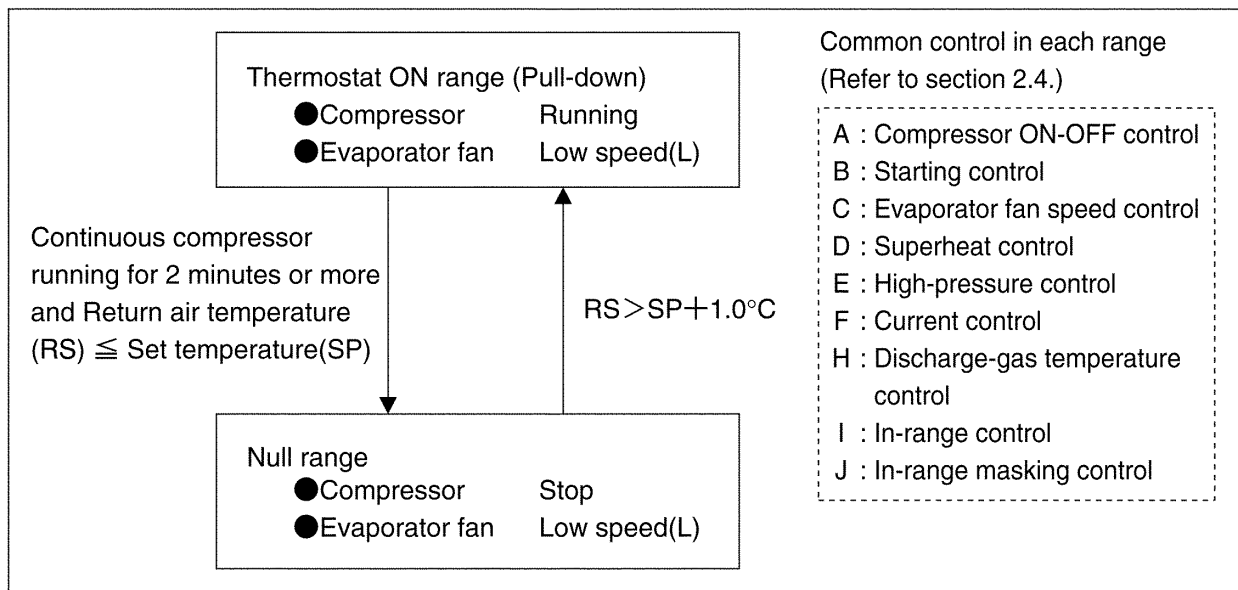 Thermostat ON range (Pull-down)
●Compressor Running
●Evaporator fan Low speed(L)
Continuous compressor
running for 2 minutes or more
and Return air temperature
(RS) ≦ Set temperature(SP)
RS>SP+1.0°C
Null range
●Compressor Stop
●Evaporator fan Low speed(L)
Common control in each range
(Refer to section 2.4.)
A : Compressor ON-OFF control
B : Starting control
C : Evaporator fan speed control
D : Superheat control
E : High-pressure control
F : Current control
H : Discharge-gas temperature
control
I : In-range control
J : In-range masking control